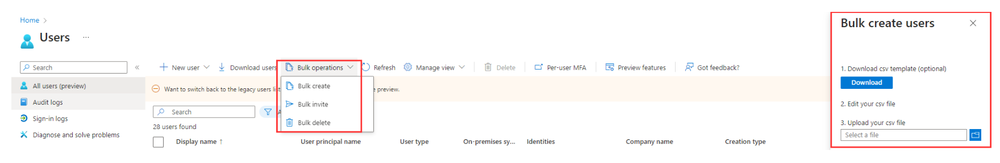 Home >
Users ...
Search «
All users (preview)
Audit logs
Sign-in logs
Diagnose and solve problems
New user Download users Bulk operations Refresh Manage view Delete Per-user MFA Preview features Got feedback?
Bulk create
Bulk invite
Bulk delete
Want to switch back to the legacy users list preview.
Search
28 users found
Display name ↑ User principal name User type On-premises sy... Identities Company name Creation type
Bulk create users
1. Download csv template (optional)
Download
2. Edit your csv file
3. Upload your csv file
Select a file